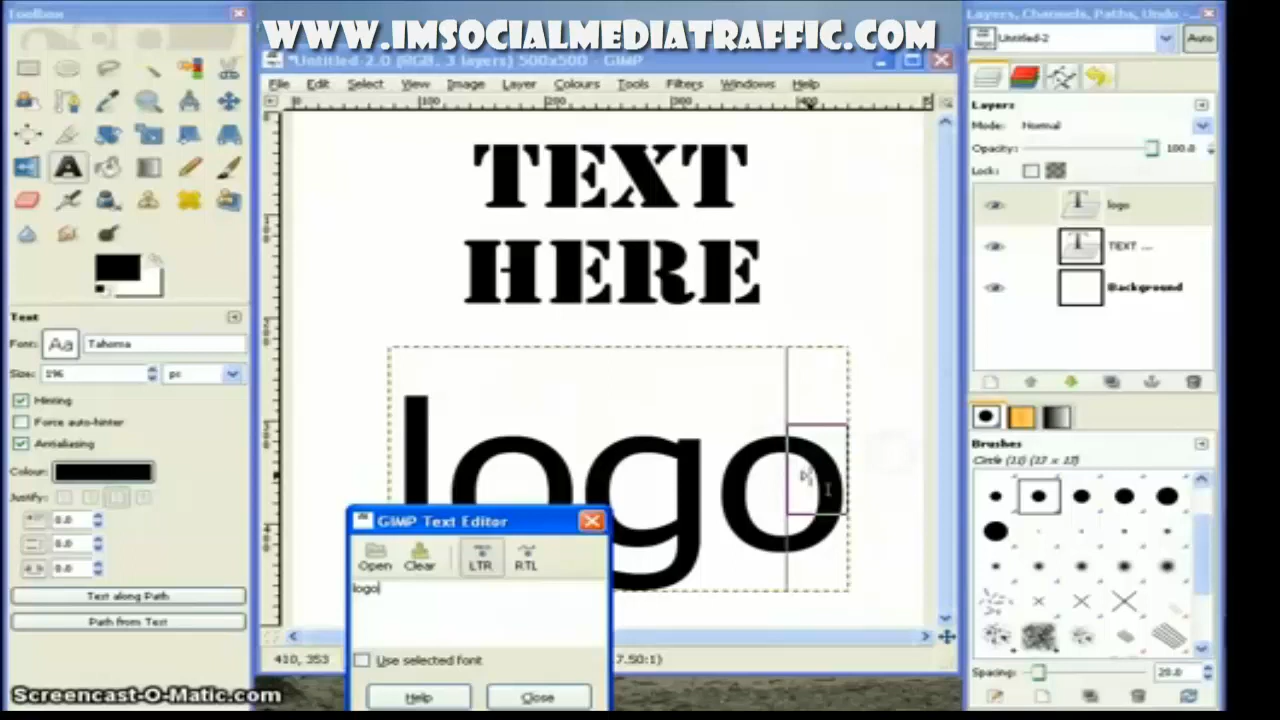 WWW.IMSOCIALMEDIATRAFFIC.COM
Toolbox
Layers, Channels, Paths, Undo -...
*Untitled-2.0 (RGB, 3 layers) 500x500 - GIMP
Untitled-2
Auto
File Edit Select View Image Layer Colours Tools Filters Windows Help
Layers
Mode: Normal
Opacity: 100.0
Lock:
logo
TEXT ...
Background
TEXT
HERE
logo
Text
Font: Aa Tahoma
Size: 196 px
Hinting
Force auto-hinter
Antialiasing
Colour:
Justify:
0.0
0.0
0.0
Text along Path
Path from Text
GIMP Text Editor
Open Clear LTR RTL
logo
Use selected font
Help Close
410, 353
7.50:1)
Brushes
Circle (11) (17 x 17)
Spacing: 20.0
Screencast-O-Matic.com